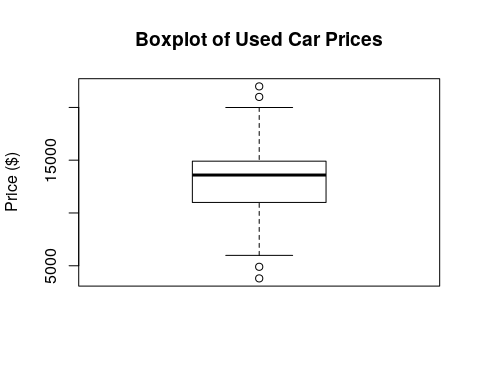 Boxplot of Used Car Prices
Price ($)
15000
5000